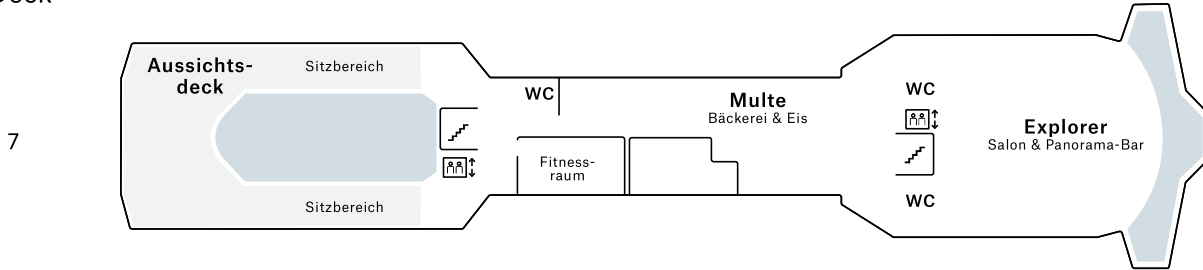 DECK
7
Aussichts-
deck
Sitzbereich
Sitzbereich
WC
Fitness-
raum
Multe
Bäckerei & Eis
WC
WC
Explorer
Salon & Panorama-Bar